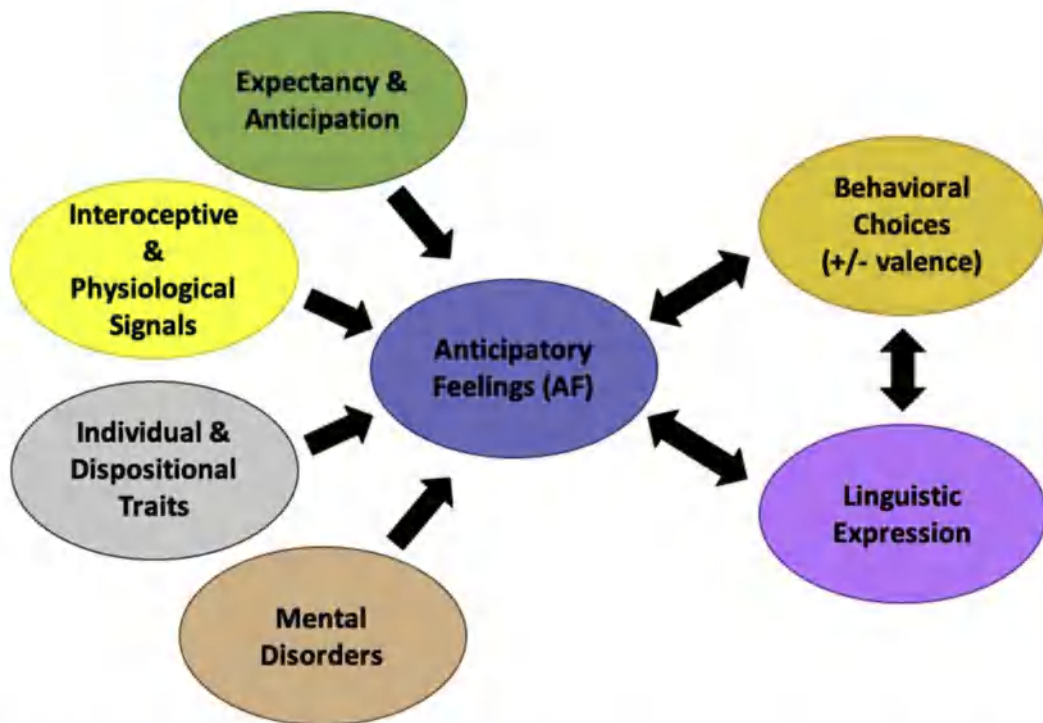 Expectancy &
Anticipation
Interoceptive
&
Physiological
Signals
Individual &
Dispositional
Traits
Mental
Disorders
Anticipatory
Feelings (AF)
Behavioral
Choices
(+/- valence)
Linguistic
Expression